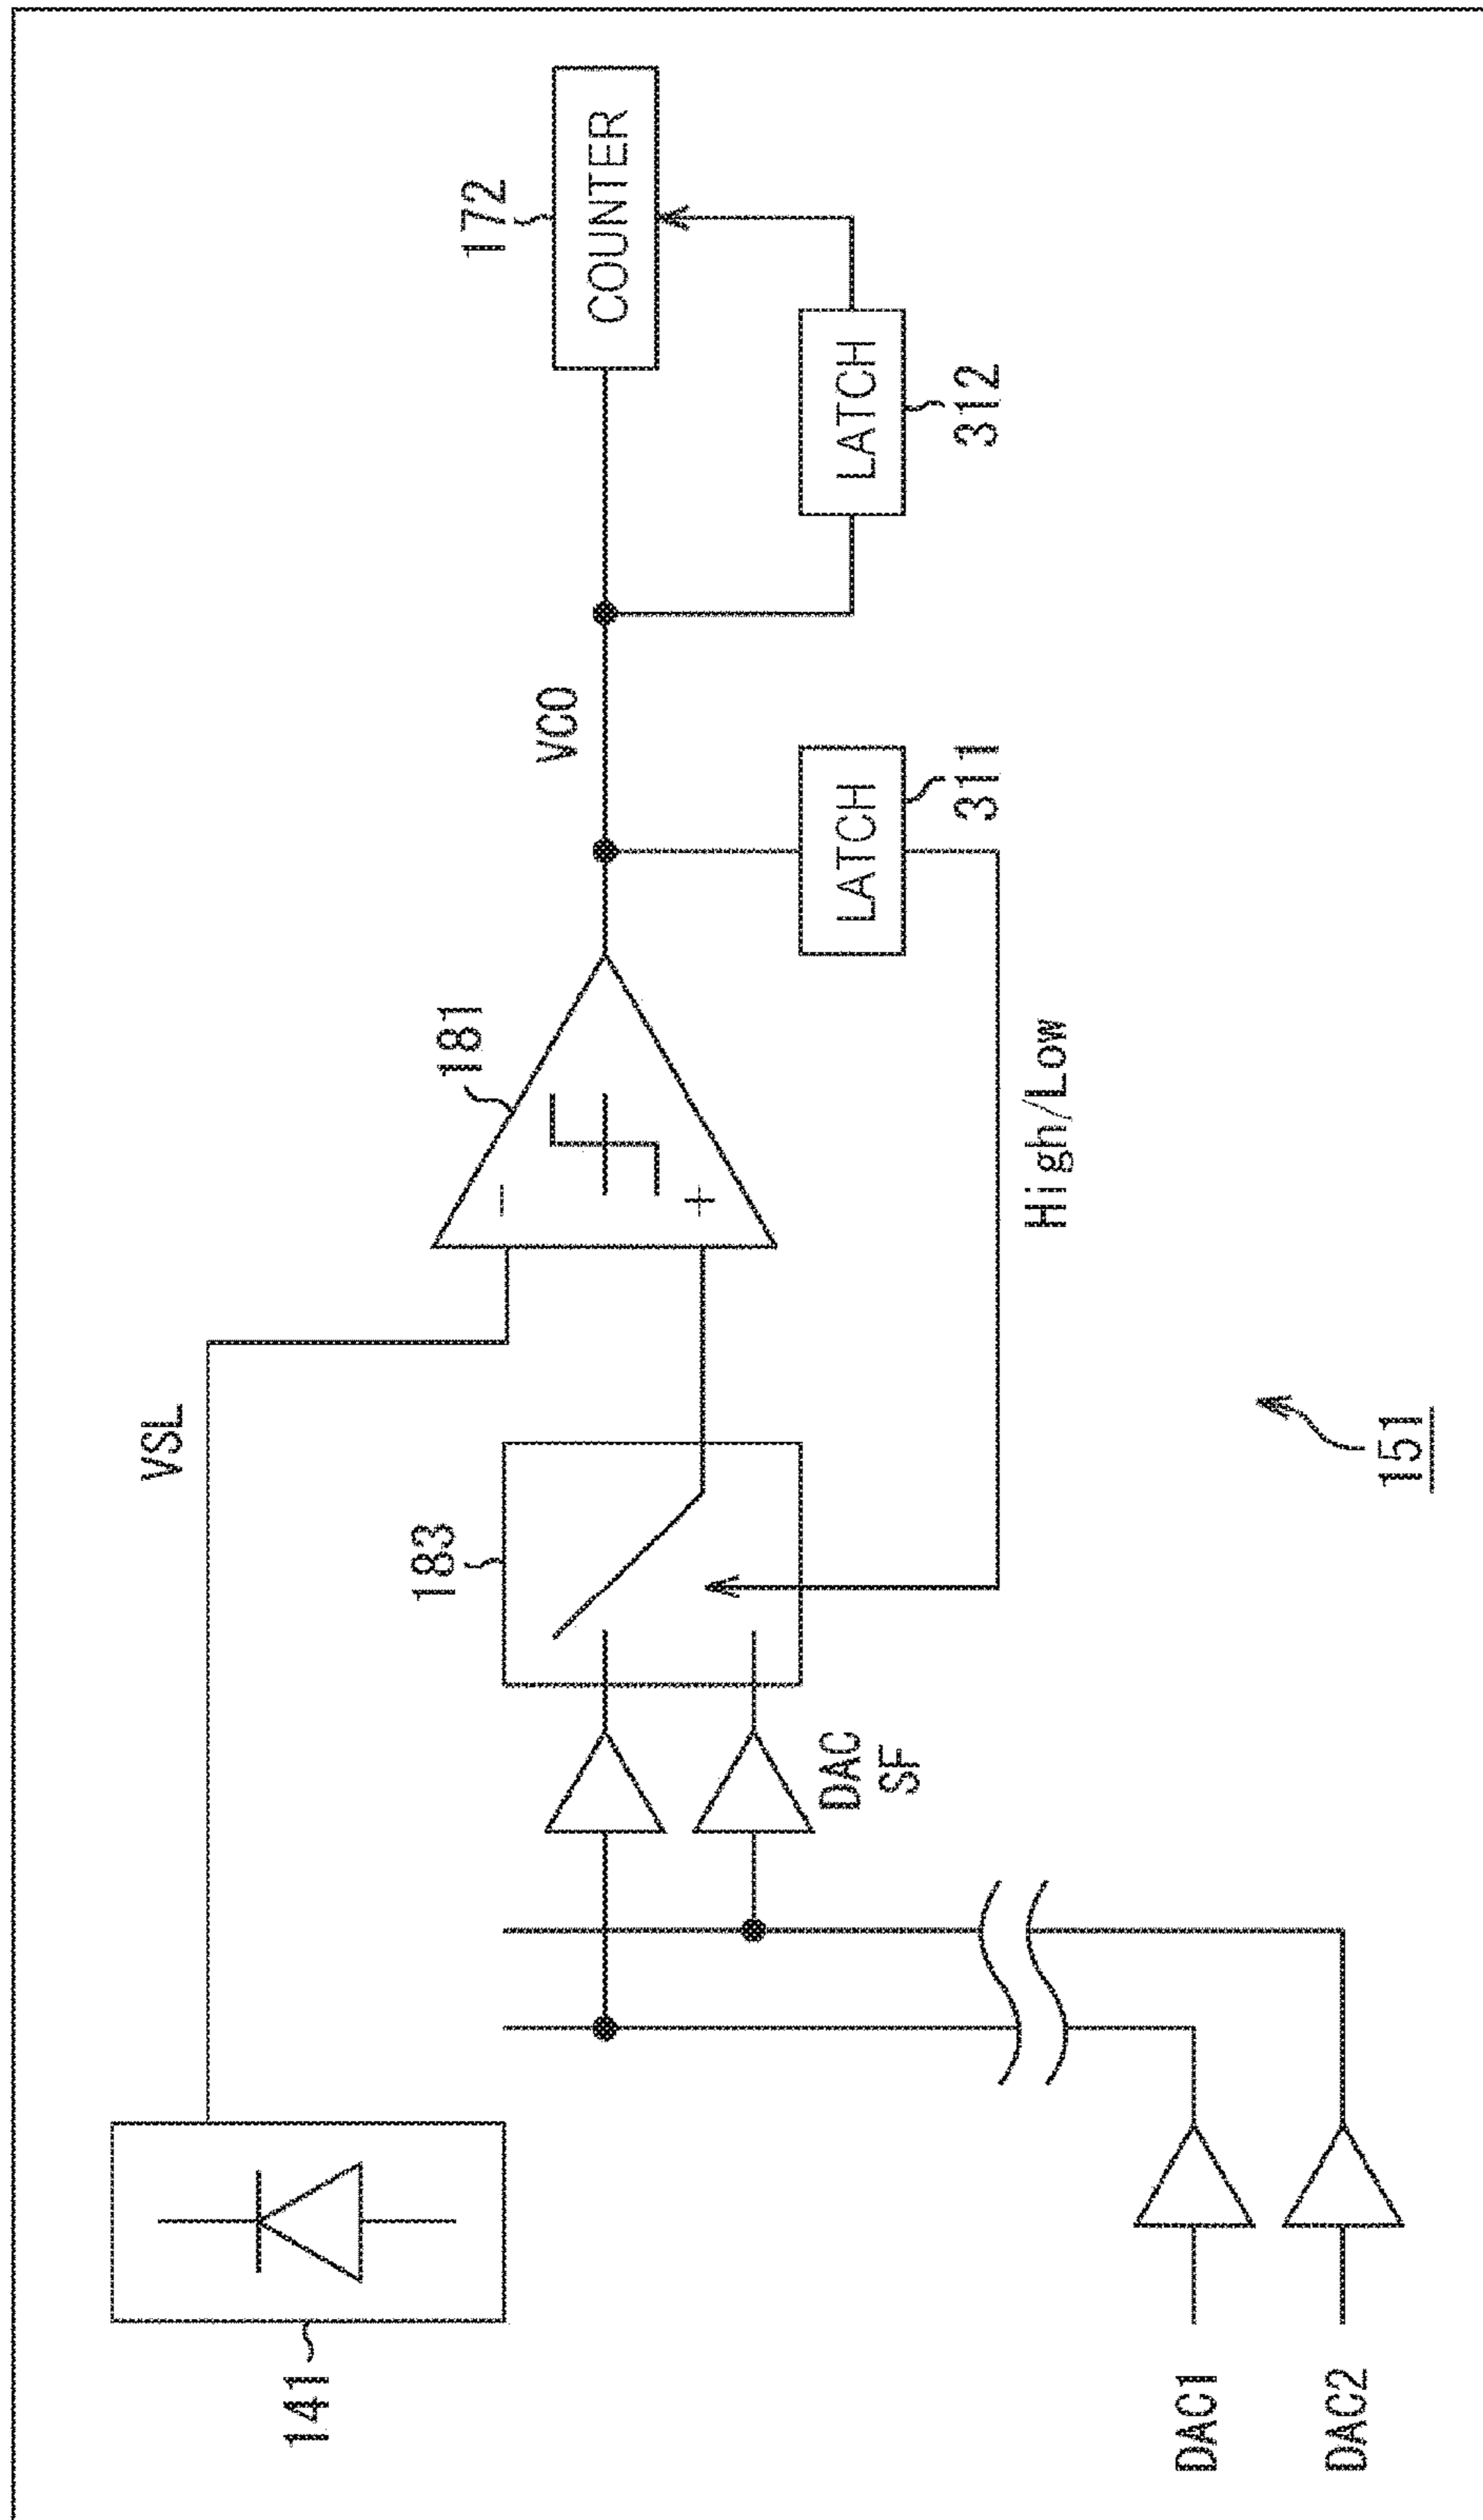 141
VSL
183
DAC
SF
181
VCO
172
COUNTER
LATCH
311
LATCH
312
High/Low
DAC1
DAC2
151
−
+